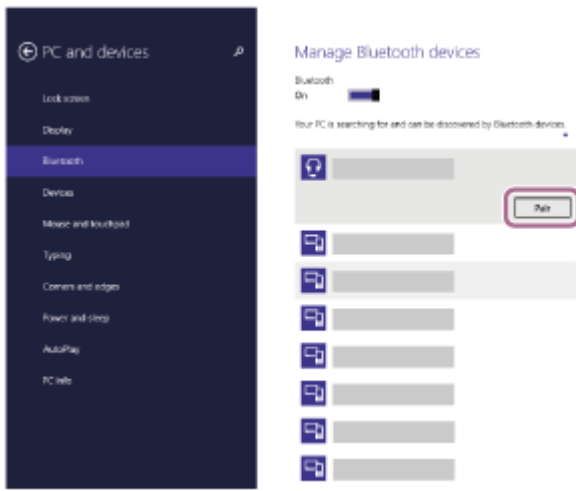 PC and devices
Lock screen
Display
Bluetooth
Devices
Mouse and touchpad
Typing
Corners and edges
Power and sleep
AutoPlay
PC info
Manage Bluetooth devices
Bluetooth
On
Your PC is searching for and can be discovered by Bluetooth devices.
Pair